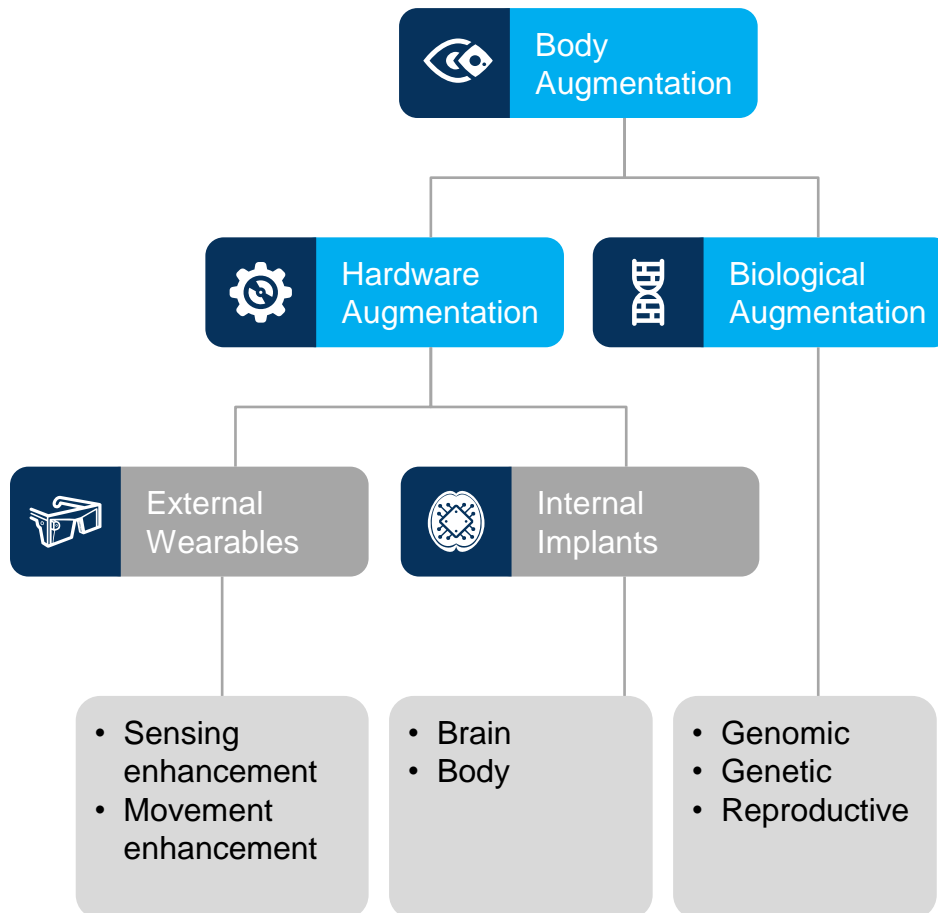 Body
Augmentation
Hardware
Augmentation
Biological
Augmentation
External
Wearables
Internal
Implants
• Sensing
enhancement
• Movement
enhancement
• Brain
• Body
• Genomic
• Genetic
• Reproductive